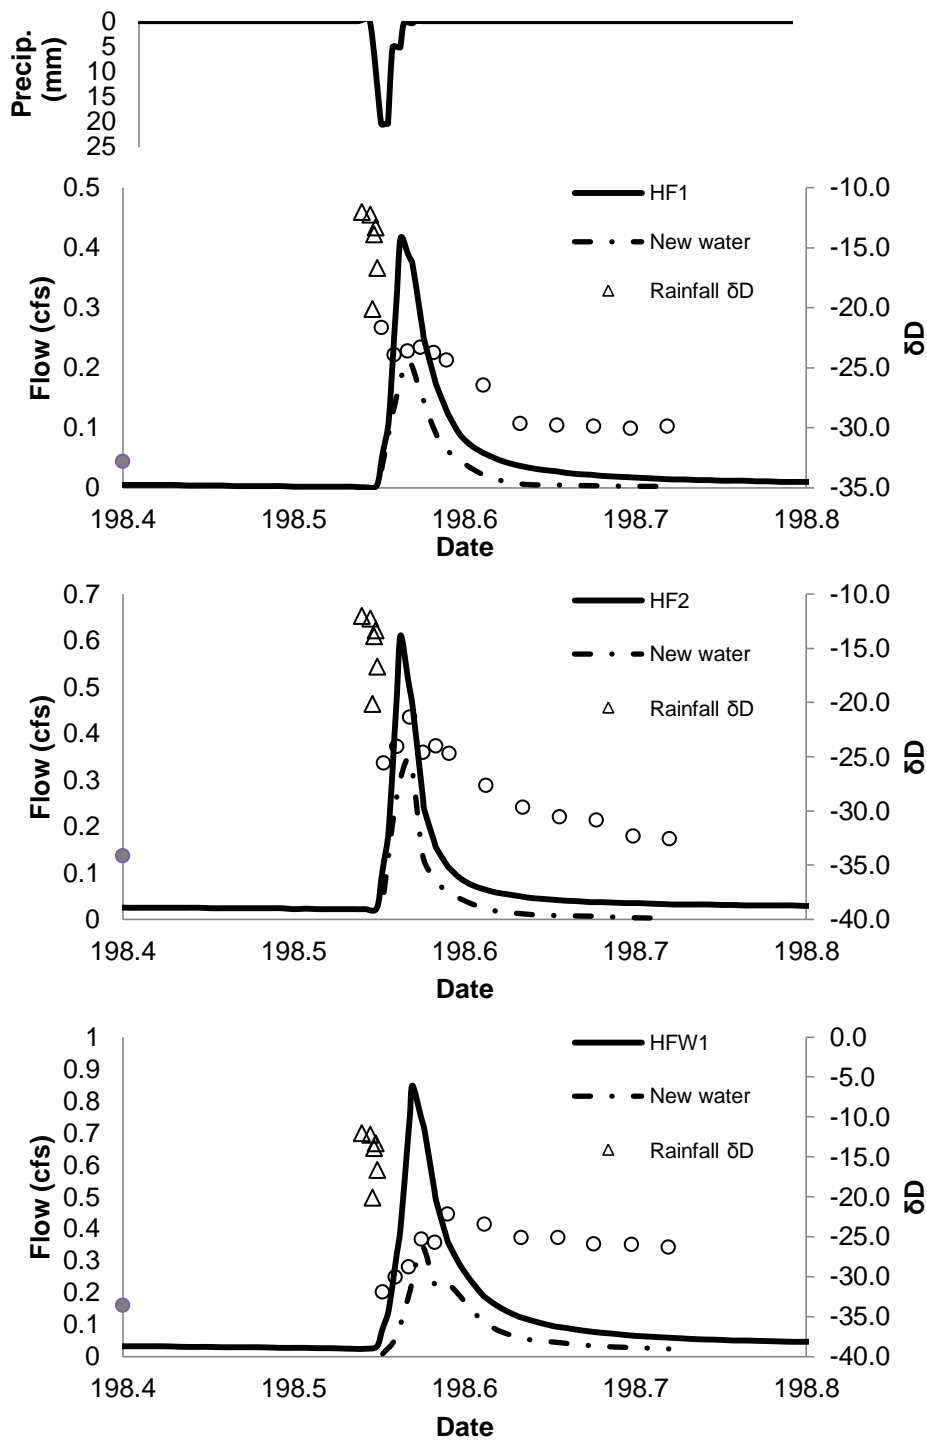 Precip.
(mm)
0
5
10
15
20
25
Flow (cfs)
0.5
0.4
0.3
0.2
0.1
0
HF1
New water
Rainfall δD
-10.0
-15.0
-20.0
-25.0
-30.0
-35.0
δD
198.4 198.5 198.6 198.7 198.8
Date
Flow (cfs)
0.7
0.6
0.5
0.4
0.3
0.2
0.1
0
HF2
New water
Rainfall δD
-10.0
-15.0
-20.0
-25.0
-30.0
-35.0
-40.0
δD
198.4 198.5 198.6 198.7 198.8
Date
Flow (cfs)
1
0.9
0.8
0.7
0.6
0.5
0.4
0.3
0.2
0.1
0
HFW1
New water
Rainfall δD
0.0
-5.0
-10.0
-15.0
-20.0
-25.0
-30.0
-35.0
-40.0
δD
198.4 198.5 198.6 198.7 198.8
Date